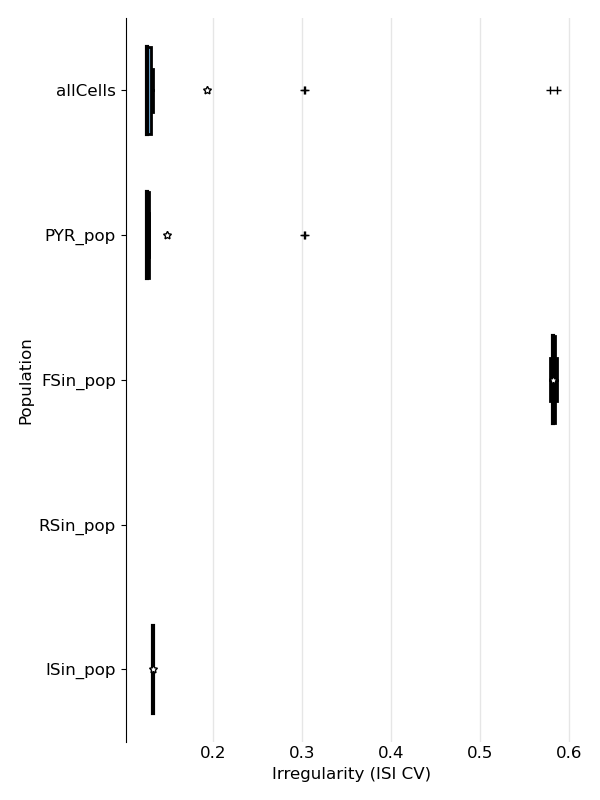 allCells
PYR_pop
FSin_pop
RSin_pop
ISin_pop
Population
0.2 0.3 0.4 0.5 0.6
Irregularity (ISI CV)